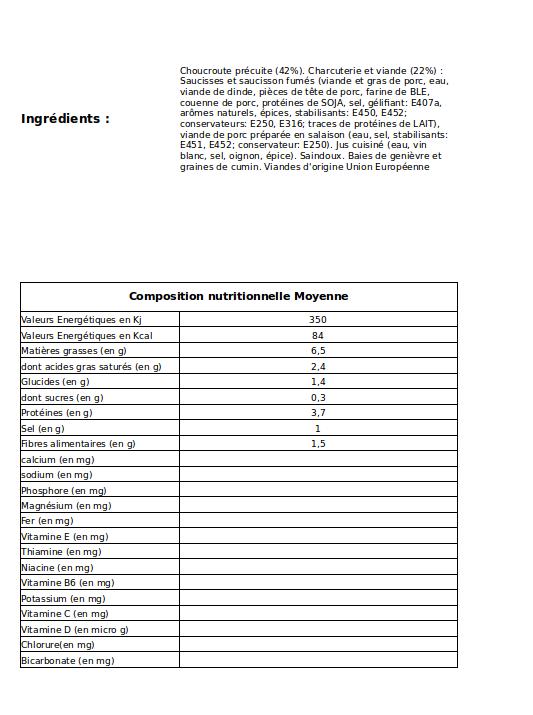 Choucroute précuite (42%). Charcuterie et viande (22%) :
Saucisses et saucisson fumés (viande et gras de porc, eau,
viande de dinde, pièces de tête de porc, farine de BLE,
couenne de porc, protéines de SOJA, sel, gélifiant: E407a,
arômes naturels, épices, stabilisants: E450, E452;
Ingrédients :
conservateurs: E250, E316; traces de protéines de LAIT),
viande de porc préparée en salaison (eau, sel, stabilisants:
E451, E452; conservateur: E250). Jus cuisiné (eau, vin
blanc, sel, oignon, épice). Saindoux. Baies de genièvre et
graines de cumin. Viandes d'origine Union Européenne
Composition nutritionnelle Moyenne
Valeurs Energétiques en Kj 350
Valeurs Energétiques en Kcal 84
Matières grasses (en g) 6,5
dont acides gras saturés (en g) 2,4
Glucides (en g) 1,4
dont sucres (en g) 0,3
Protéines (en g) 3,7
Sel (en g) 1
Fibres alimentaires (en g) 1,5
calcium (en mg)
sodium (en mg)
Phosphore (en mg)
Magnésium (en mg)
Fer (en mg)
Vitamine E (en mg)
Thiamine (en mg)
Niacine (en mg)
Vitamine B6 (en mg)
Potassium (en mg)
Vitamine C (en mg)
Vitamine D (en micro g)
Chlorure(en mg)
Bicarbonate (en mg)